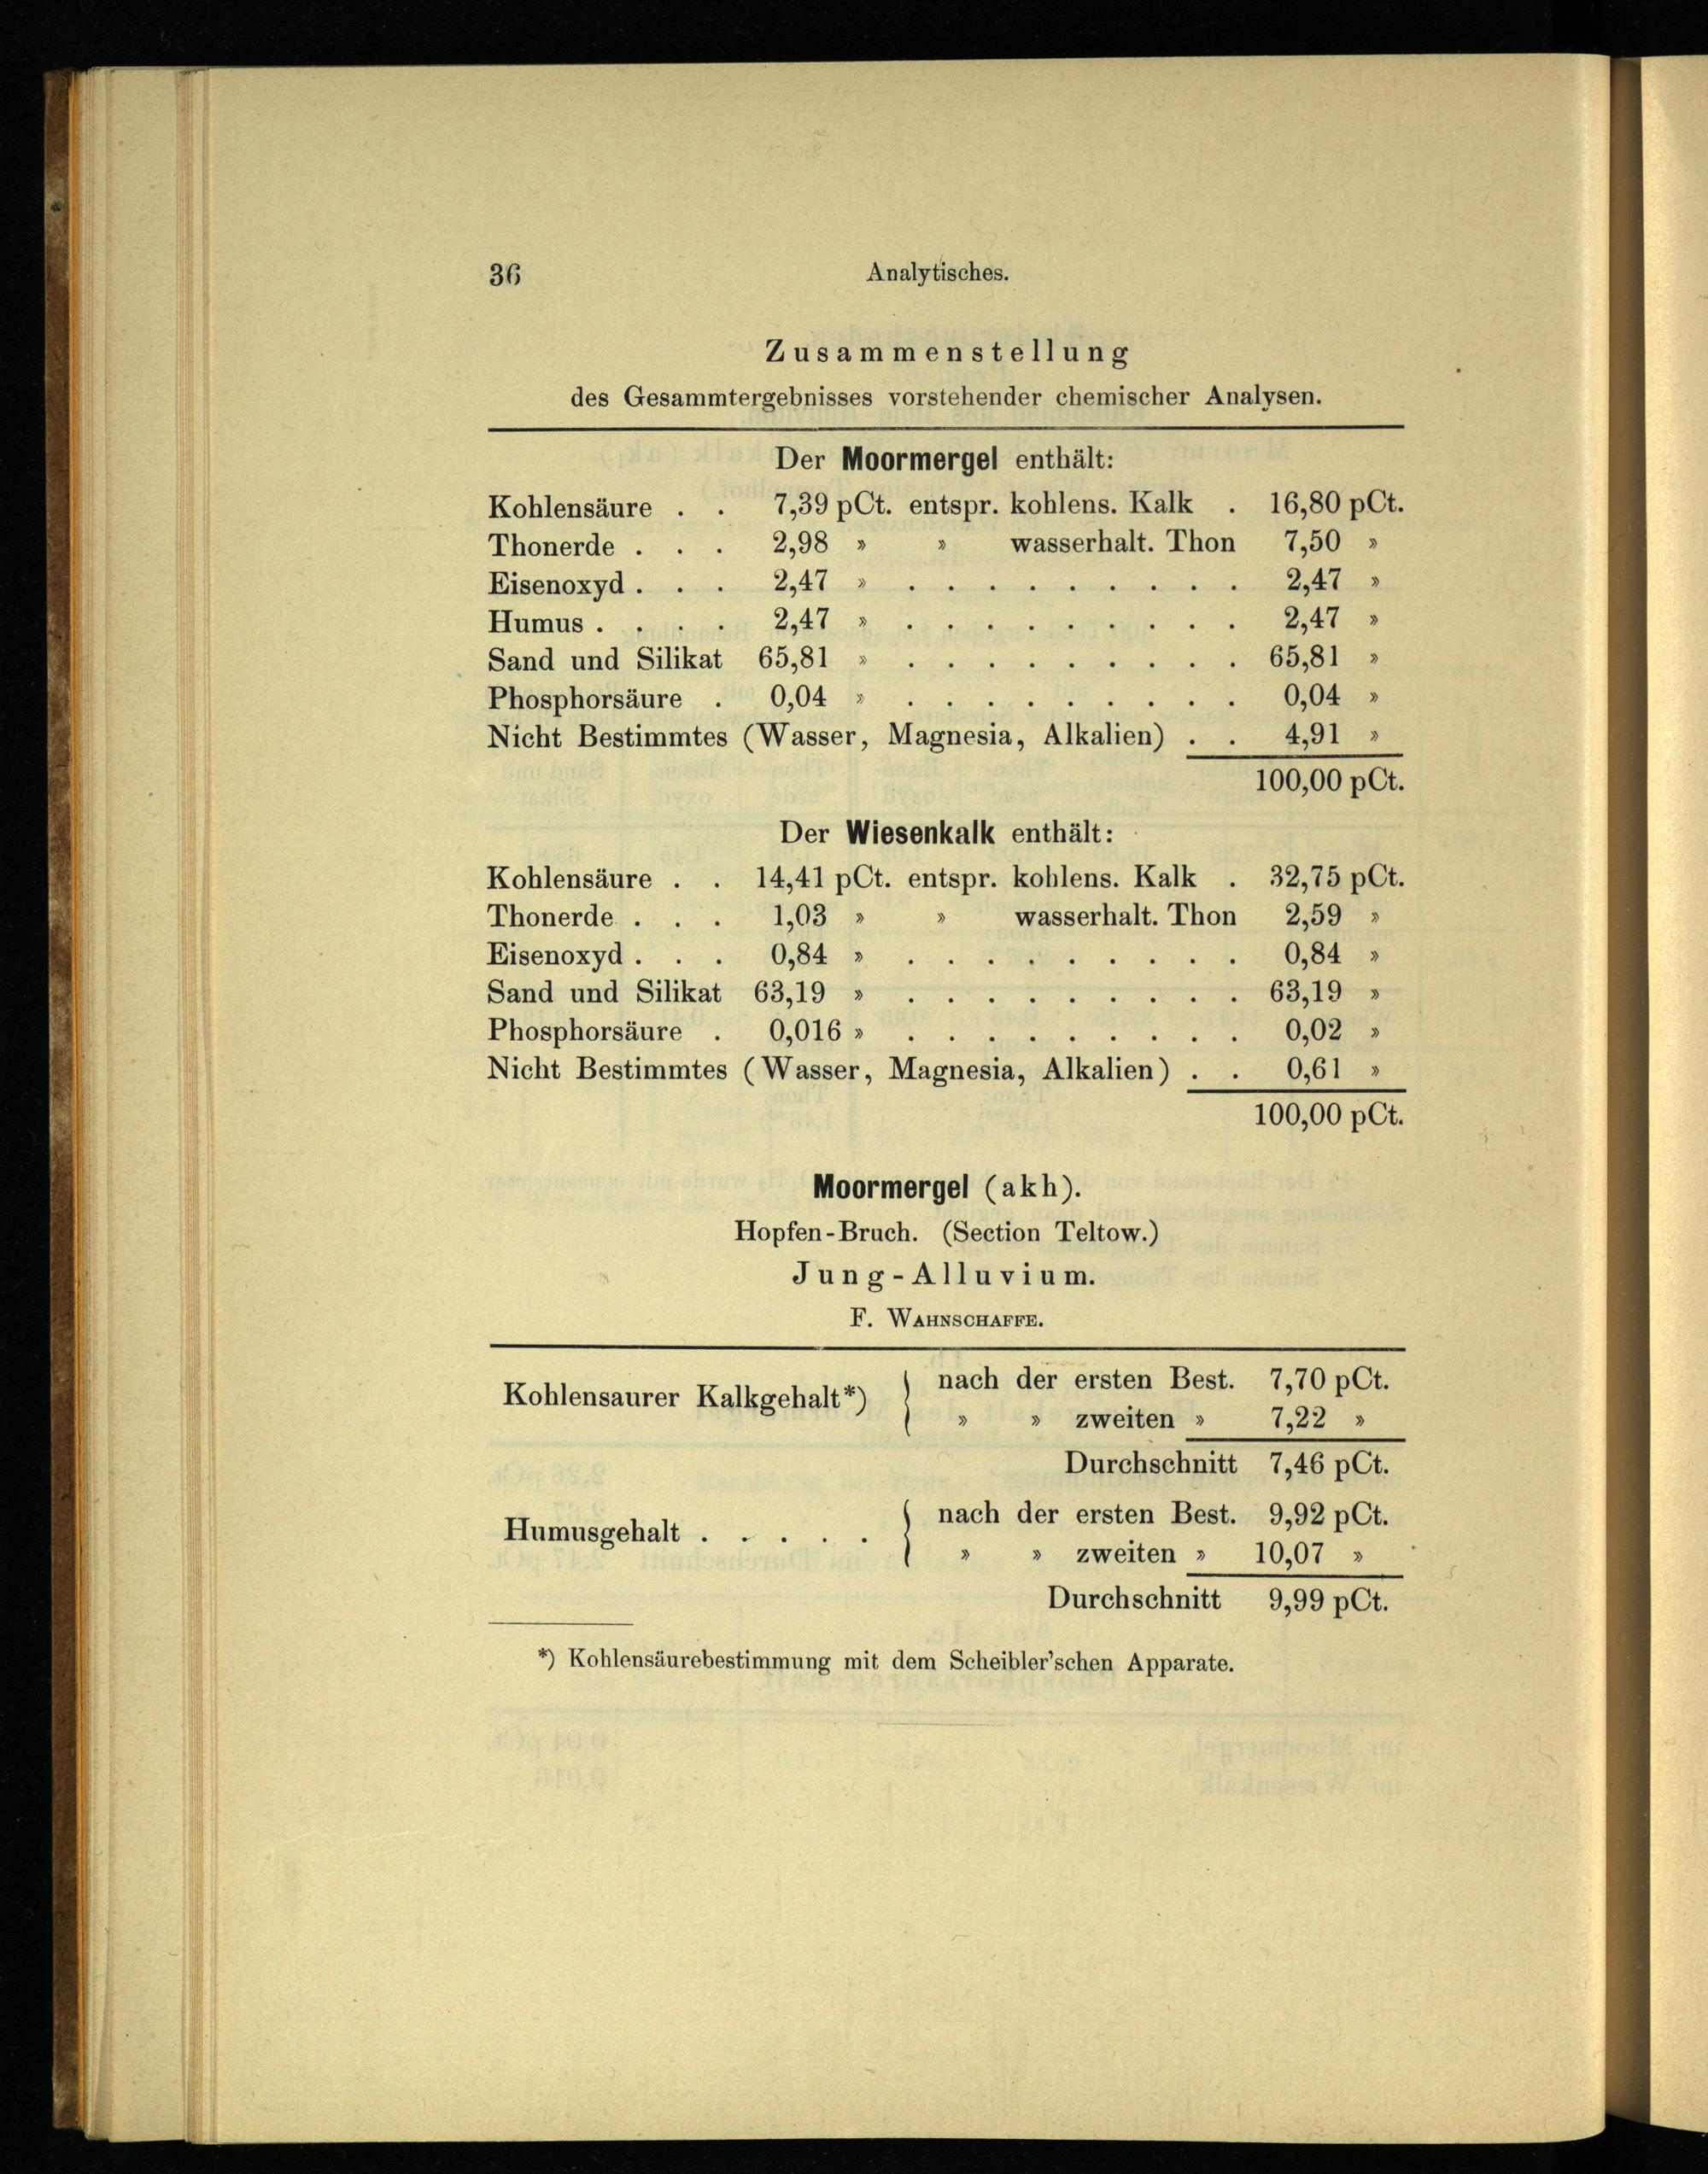 36 Analytisches.
Zusammenstellung
des Gesammtergebnisses vorstehender chemischer Analysen.
Der Moormergel enthält:
Kohlensäure . . 7,39 pCt. entspr. kohlens. Kalk . 16,80 pCt.
Thonerde . . . 2,98 » » wasserhalt. Thon 7,50 »
Eisenoxyd . . . 2,47 » . . . . . . . . . 2,47 »
Humus . . . . 2,47 » . . . . . . . . . 2,47 »
Sand und Silikat 65,81 » . . . . . . . . . 65,81 »
Phosphorsäure . 0,04 » . . . . . . . . . 0,04 »
Nicht Bestimmtes (Wasser, Magnesia, Alkalien) . . 4,91 »
100,00 pCt.
Der Wiesenkalk enthält:
Kohlensäure . . 14,41 pCt. entspr. kohlens. Kalk . 32,75 pCt.
Thonerde . . . 1,03 » » wasserhalt. Thon 2,59 »
Eisenoxyd . . . 0,84 » . . . . . . . . . 0,84 »
Sand und Silikat 63,19 » . . . . . . . . . 63,19 »
Phosphorsäure . 0,016 » . . . . . . . . . 0,02 »
Nicht Bestimmtes (Wasser, Magnesia, Alkalien) . . 0,61 »
100,00 pCt.
Moormergel (akh).
Hopfen-Bruch. (Section Teltow.)
Jung-Alluvium.
F. WAHNSCHAFFE.
Kohlensaurer Kalkgehalt*) { nach der ersten Best. 7,70 pCt.
» » zweiten » 7,22 »
Durchschnitt 7,46 pCt.
Humusgehalt . . . . . { nach der ersten Best. 9,92 pCt.
» » zweiten » 10,07 »
Durchschnitt 9,99 pCt.
*) Kohlensäurebestimmung mit dem Scheibler'schen Apparate.